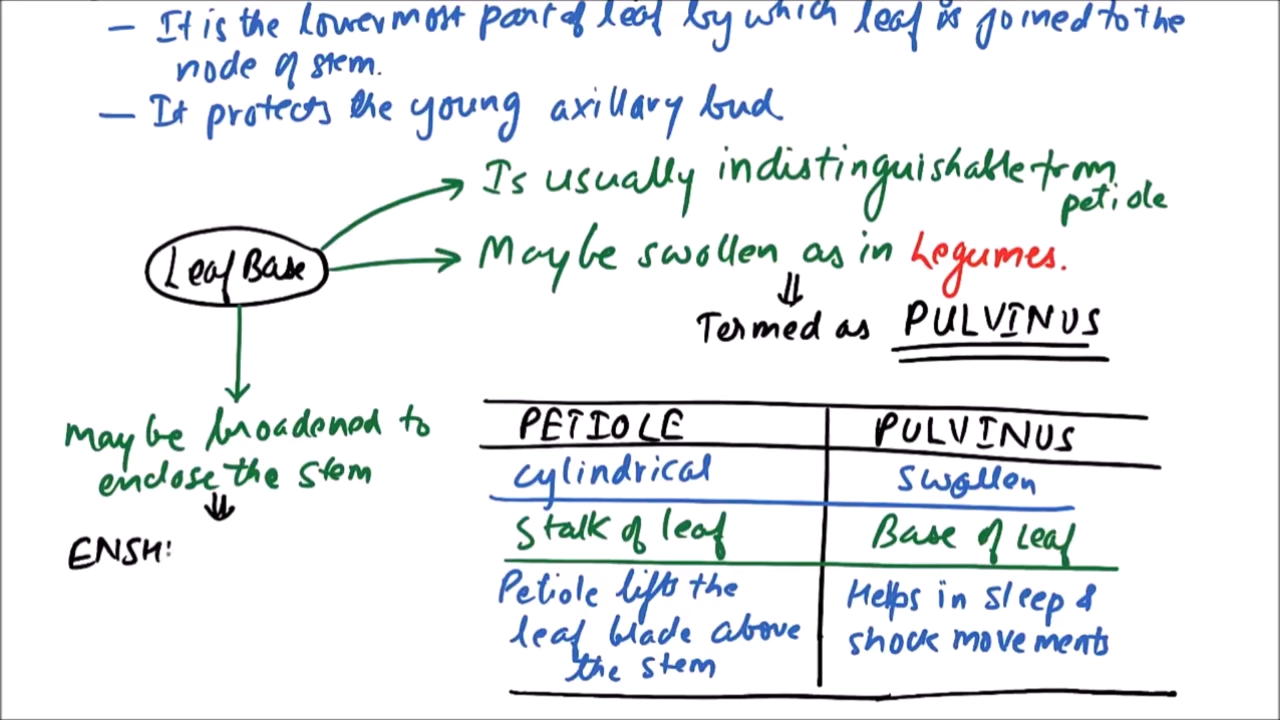 — It is the lowermost part of leaf by which leaf is joined to the
node of stem.
— It protects the young axillary bud
Is usually indistinguishable from
petiole
Leaf Base
Maybe swollen as in Legumes.
Termed as PULVINUS
May be broadened to
enclose the stem
ENSH
PETIOLE PULVINUS
Cylindrical Swollen
Stalk of leaf Base of Leaf
Petiole lifts the
leaf blade above
the stem
Helps in sleep &
shock movements